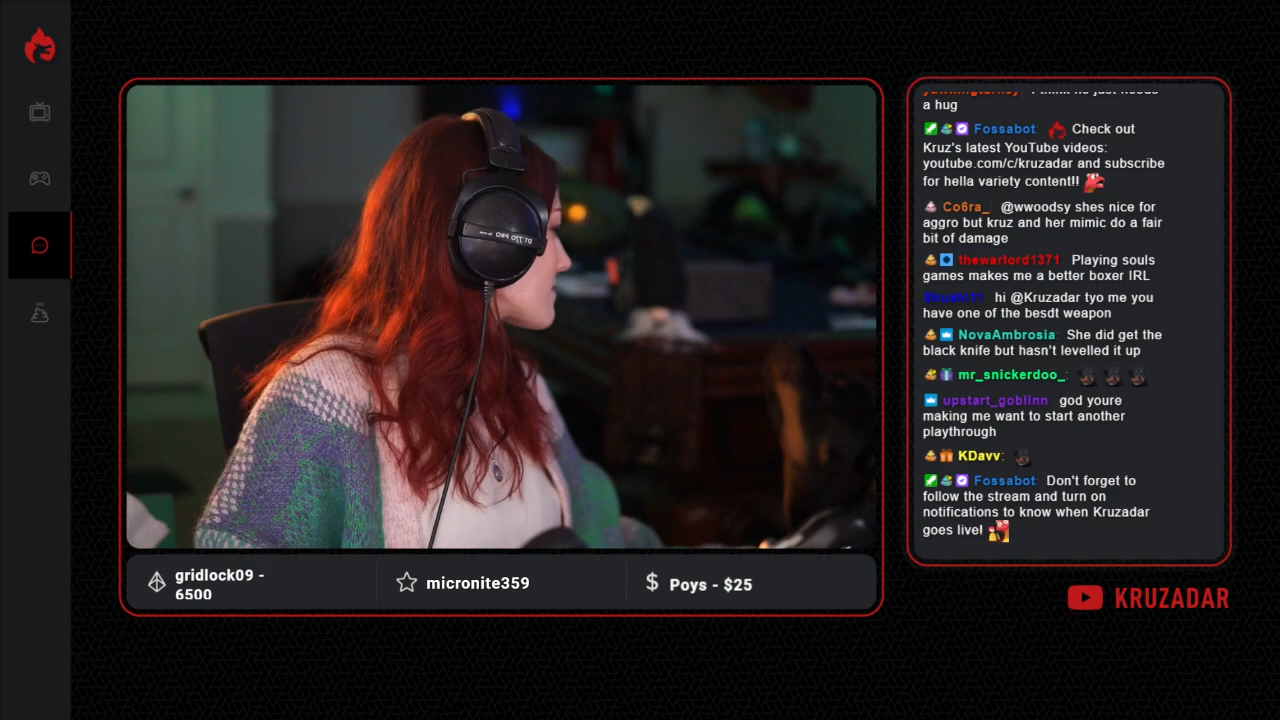 a hug
Fossabot: Check out
Kruz's latest YouTube videos:
youtube.com/c/kruzadar and subscribe
for hella variety content!!
Co6ra_: @wwoodsy shes nice for
aggro but kruz and her mimic do a fair
bit of damage
thewarlord1371: Playing souls
games makes me a better boxer IRL
hi @Kruzadar tyo me you
have one of the besdt weapon
NovaAmbrosia: She did get the
black knife but hasn't levelled it up
mr_snickerdoo_:
upstart_goblinn: god youre
making me want to start another
playthrough
KDavv:
Fossabot: Don't forget to
follow the stream and turn on
notifications to know when Kruzadar
goes live!
gridlock09 -
6500
micronite359
$ Poys - $25
KRUZADAR